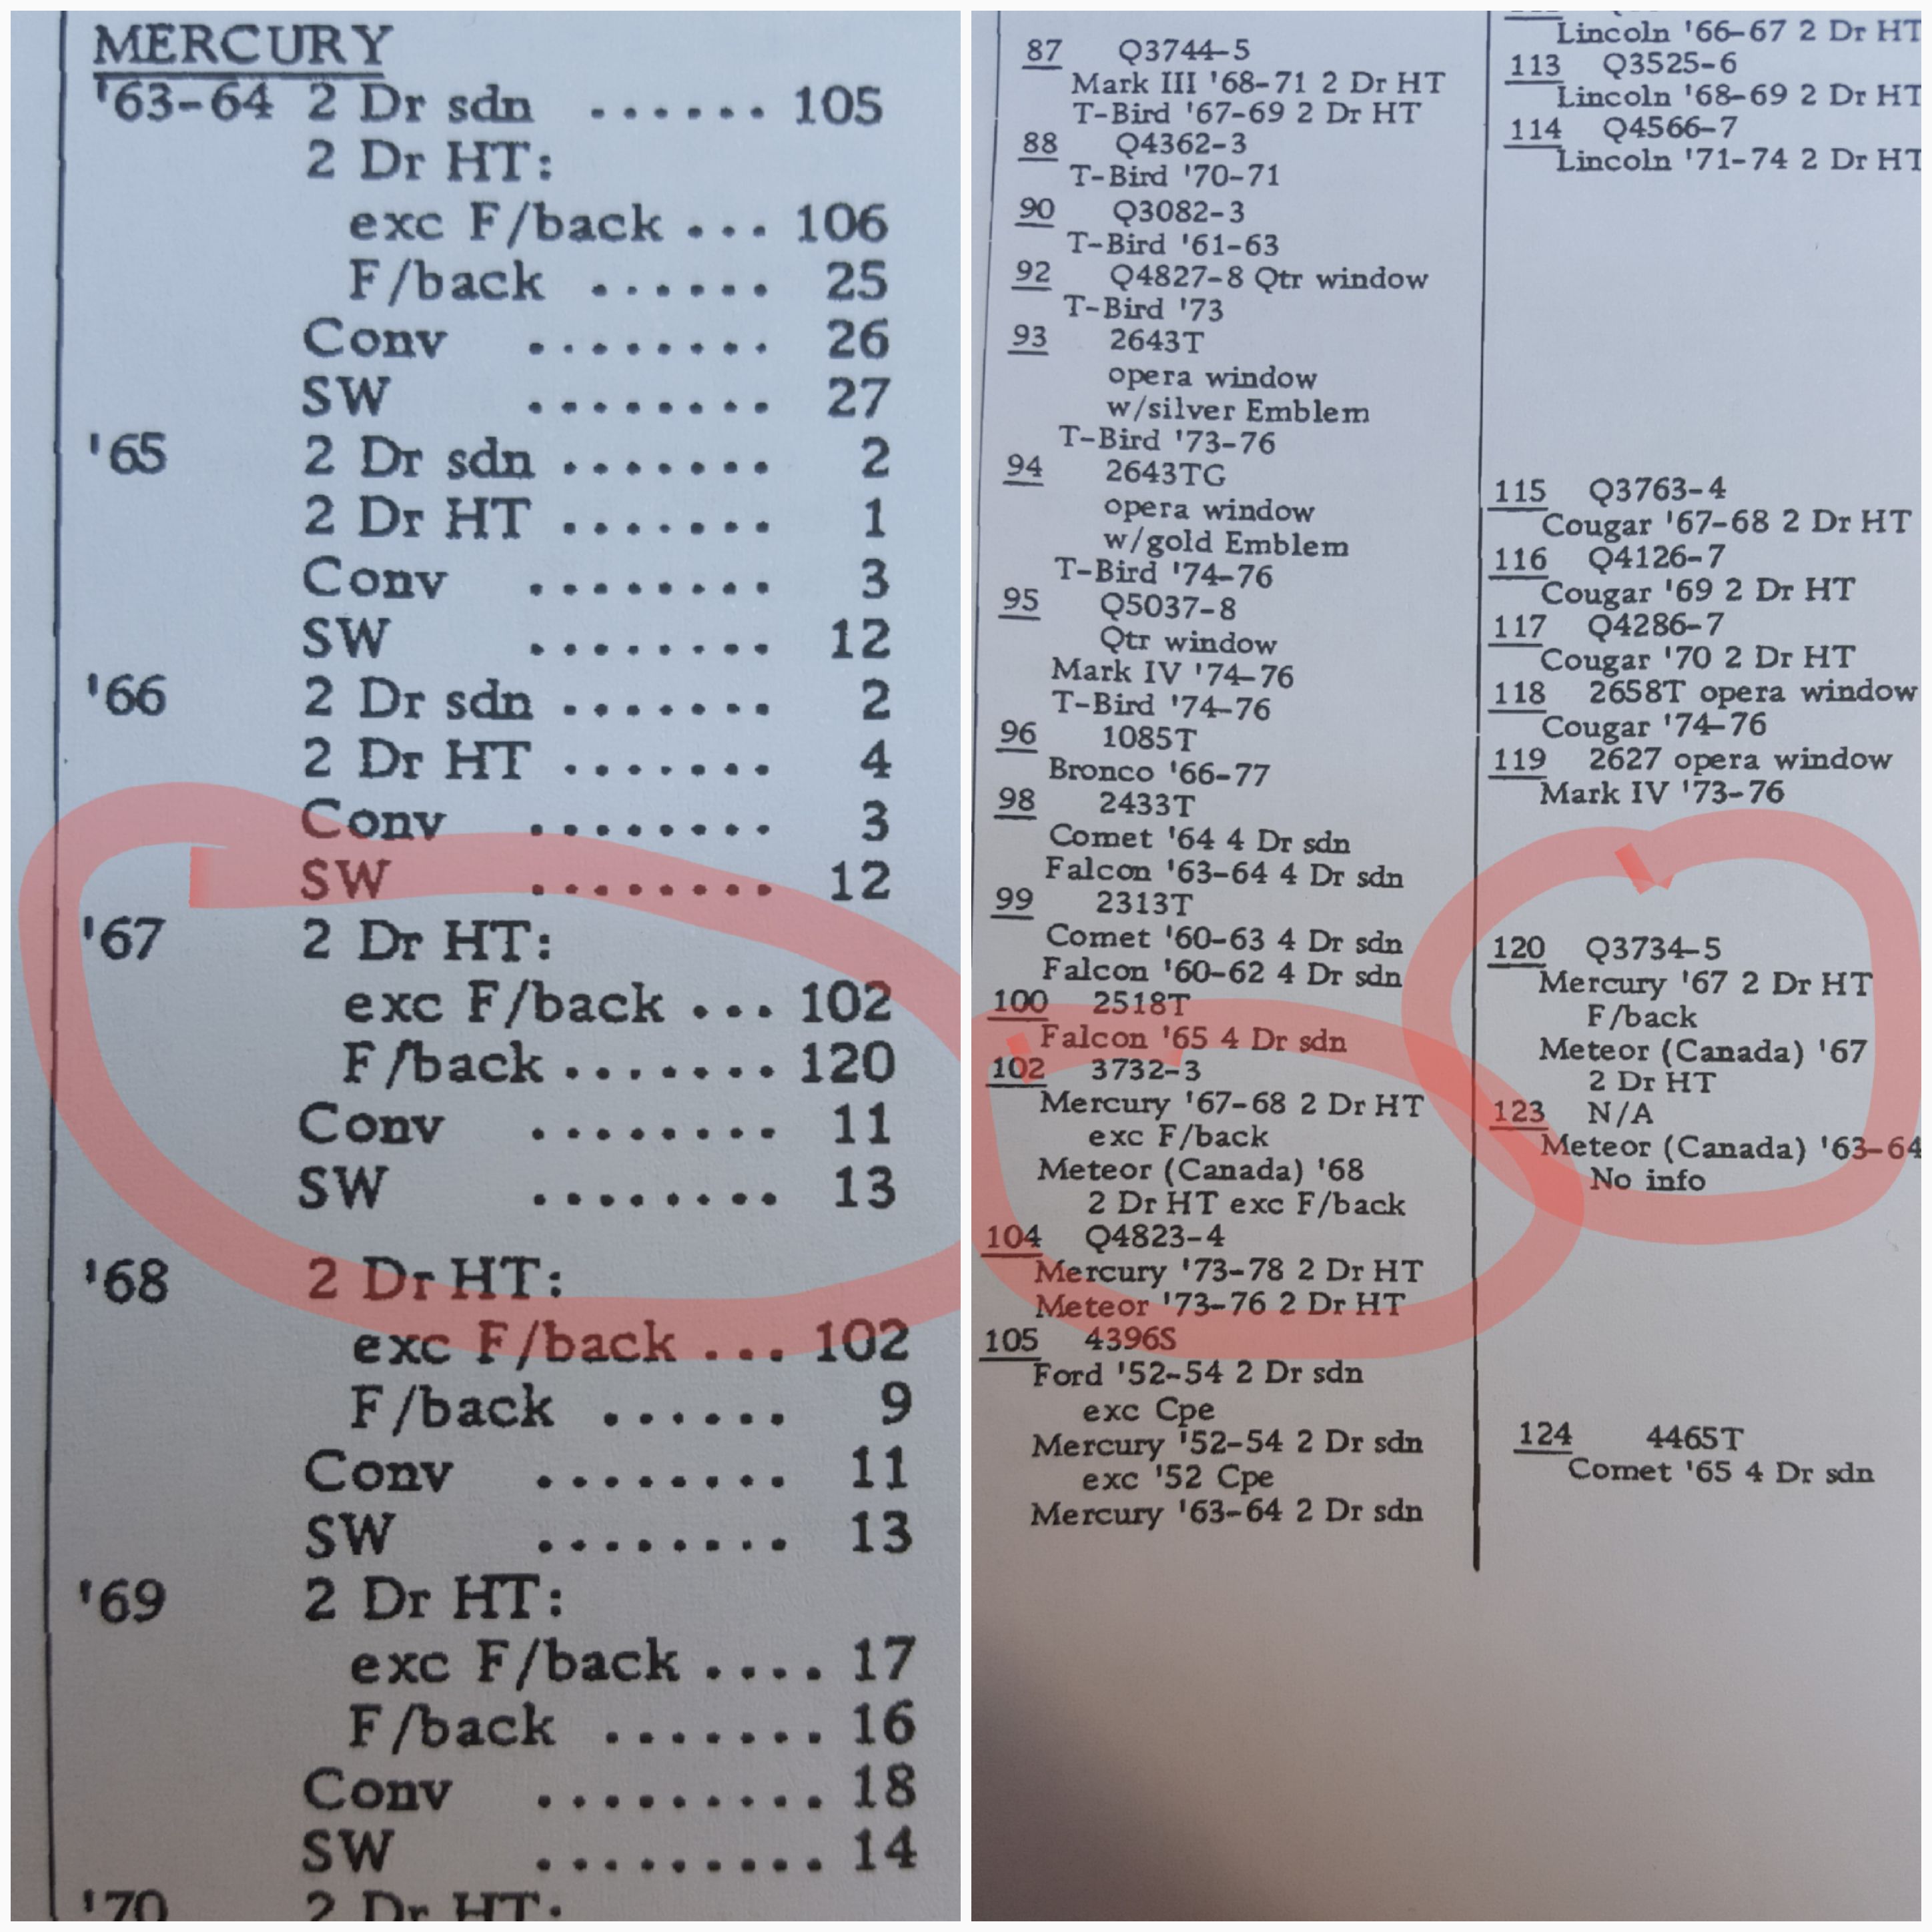 MERCURY
'63-64 2 Dr sdn ...... 105
2 Dr HT:
exc F/back ... 106
F/back ...... 25
Conv ........ 26
SW ........ 27
'65 2 Dr sdn ....... 2
2 Dr HT ....... 1
Conv ........ 3
SW ........ 12
'66 2 Dr sdn ....... 2
2 Dr HT ....... 4
Conv ........ 3
SW ........ 12
'67 2 Dr HT:
exc F/back ... 102
F/back ....... 120
Conv ........ 11
SW ........ 13
'68 2 Dr HT:
exc F/back ... 102
F/back ...... 9
Conv ........ 11
SW ........ 13
'69 2 Dr HT:
exc F/back .... 17
F/back ....... 16
Conv ......... 18
SW ......... 14
'70 2 Dr HT:
87 Q3744-5
Mark III '68-71 2 Dr HT
T-Bird '67-69 2 Dr HT
88 Q4362-3
T-Bird '70-71
90 Q3082-3
T-Bird '61-63
92 Q4827-8 Qtr window
T-Bird '73
93 2643T
opera window
w/silver Emblem
T-Bird '73-76
94 2643TG
opera window
w/gold Emblem
T-Bird '74-76
95 Q5037-8
Qtr window
Mark IV '74-76
T-Bird '74-76
96 1085T
Bronco '66-77
98 2433T
Comet '64 4 Dr sdn
Falcon '63-64 4 Dr sdn
99 2313T
Comet '60-63 4 Dr sdn
Falcon '60-62 4 Dr sdn
100 2518T
Falcon '65 4 Dr sdn
102 3732-3
Mercury '67-68 2 Dr HT
exc F/back
Meteor (Canada) '68
2 Dr HT exc F/back
104 Q4823-4
Mercury '73-78 2 Dr HT
Meteor '73-76 2 Dr HT
105 4396S
Ford '52-54 2 Dr sdn
exc Cpe
Mercury '52-54 2 Dr sdn
exc '52 Cpe
Mercury '63-64 2 Dr sdn
Lincoln '66-67 2 Dr HT
113 Q3525-6
Lincoln '68-69 2 Dr HT
114 Q4566-7
Lincoln '71-74 2 Dr HT
115 Q3763-4
Cougar '67-68 2 Dr HT
116 Q4126-7
Cougar '69 2 Dr HT
117 Q4286-7
Cougar '70 2 Dr HT
118 2658T opera window
Cougar '74-76
119 2627 opera window
Mark IV '73-76
120 Q3734-5
Mercury '67 2 Dr HT
F/back
Meteor (Canada) '67
2 Dr HT
123 N/A
Meteor (Canada) '63-64
No info
124 4465T
Comet '65 4 Dr sdn